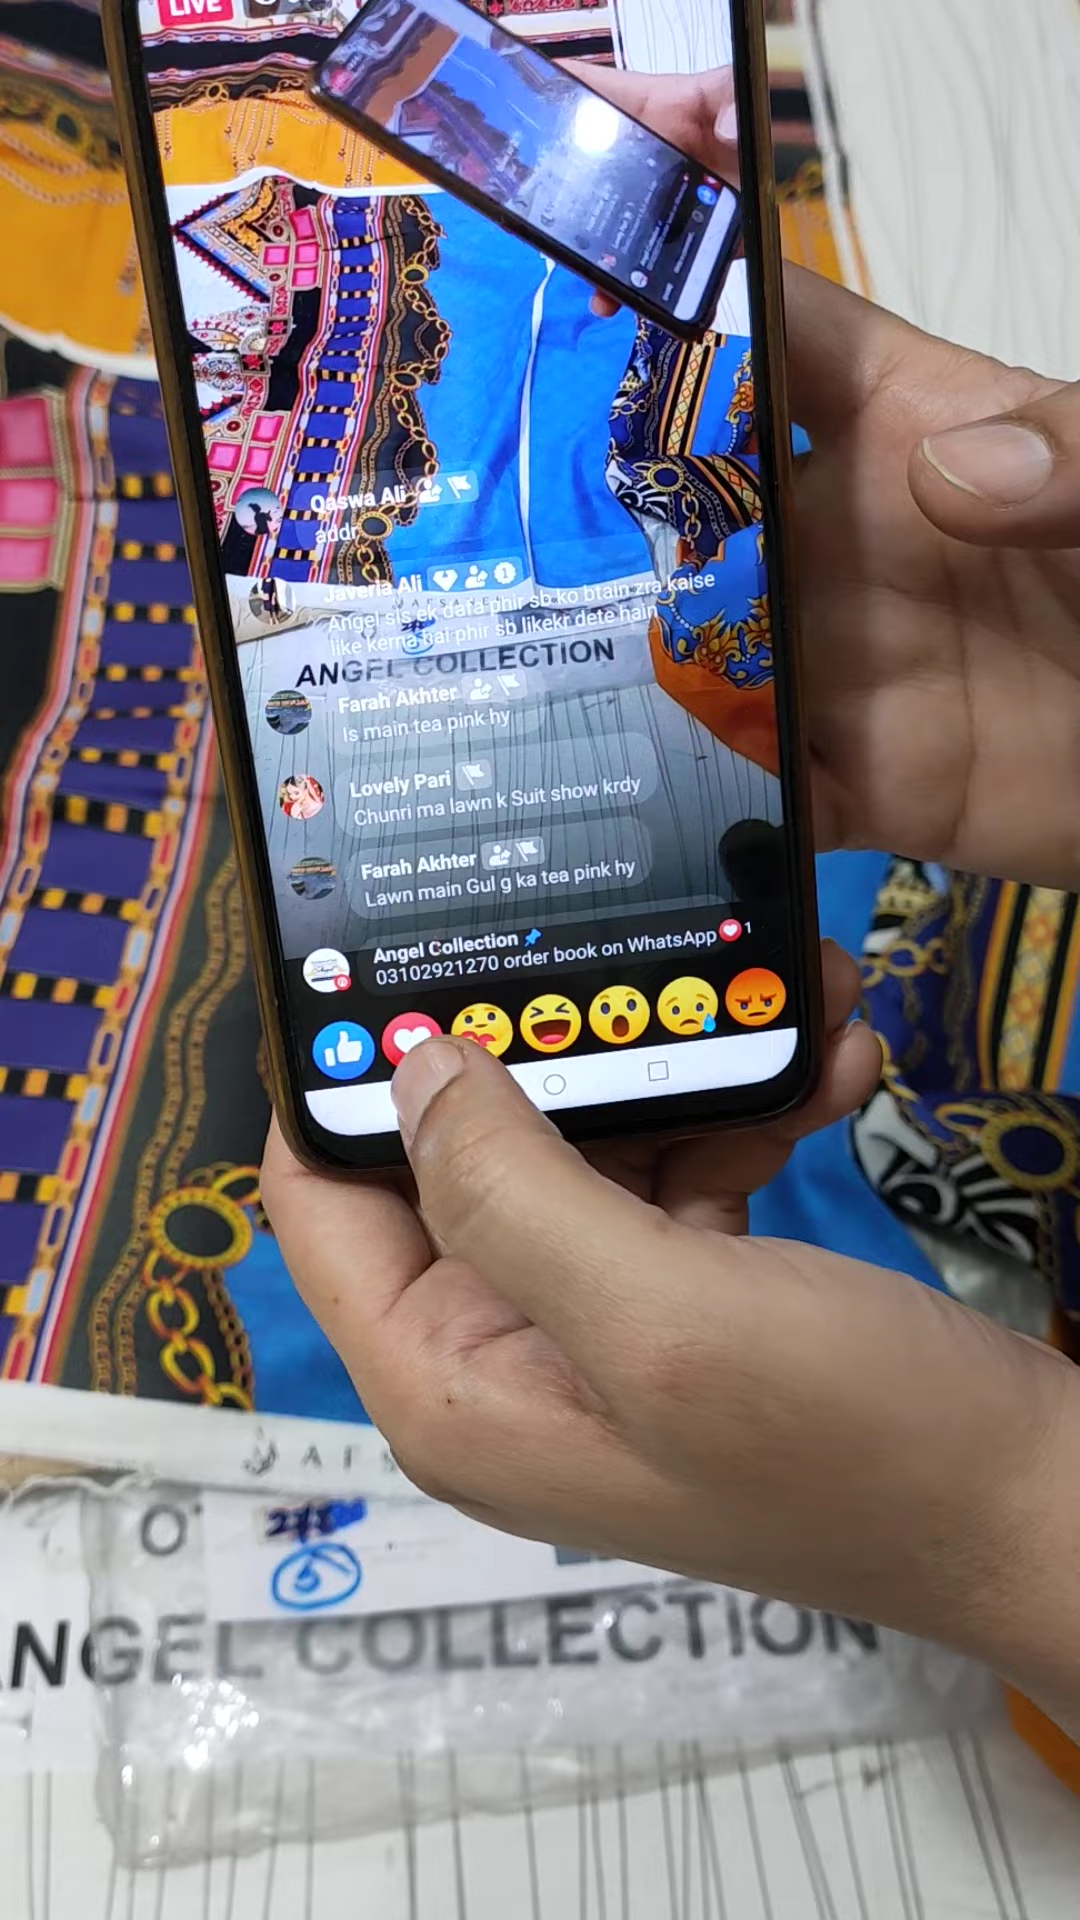 LIVE
Qaswa Ali
addr
Javeria Ali
Angel sis ek dafa phir sb ko btain zra kaise
like kerna hai phir sb likekr dete hain
ANGEL COLLECTION
Farah Akhter
Is main tea pink hy
Lovely Pari
Chunri ma lawn k Suit show krdy
Farah Akhter
Lawn main Gul g ka tea pink hy
Angel Collection
03102921270 order book on WhatsApp 1
5
ANGEL COLLECTION